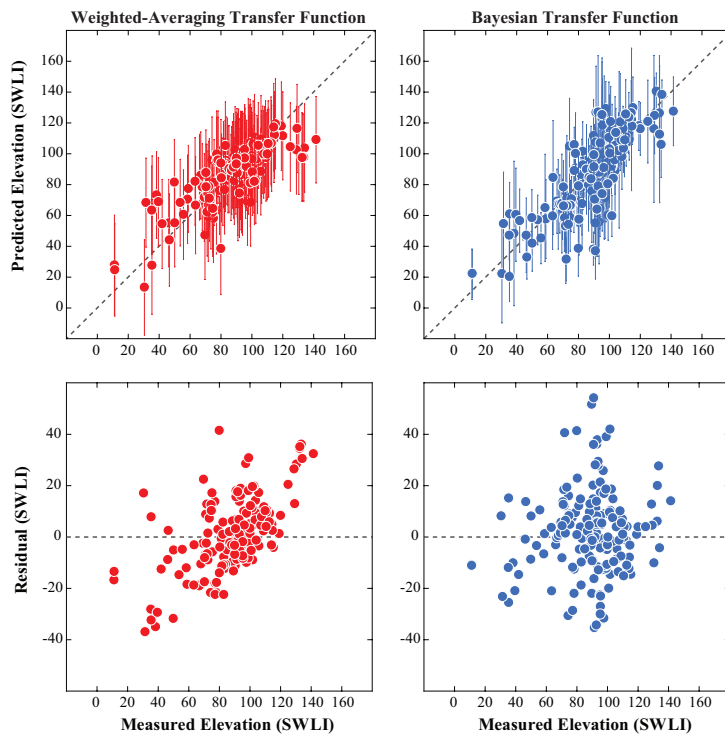 Weighted-Averaging Transfer Function
Bayesian Transfer Function
Predicted Elevation (SWLI)
160
140
120
100
80
60
40
20
0
0 20 40 60 80 100 120 140 160
160
140
120
100
80
60
40
20
0
0 20 40 60 80 100 120 140 160
Residual (SWLI)
40
20
0
-20
-40
0 20 40 60 80 100 120 140 160
Measured Elevation (SWLI)
40
20
0
-20
-40
0 20 40 60 80 100 120 140 160
Measured Elevation (SWLI)